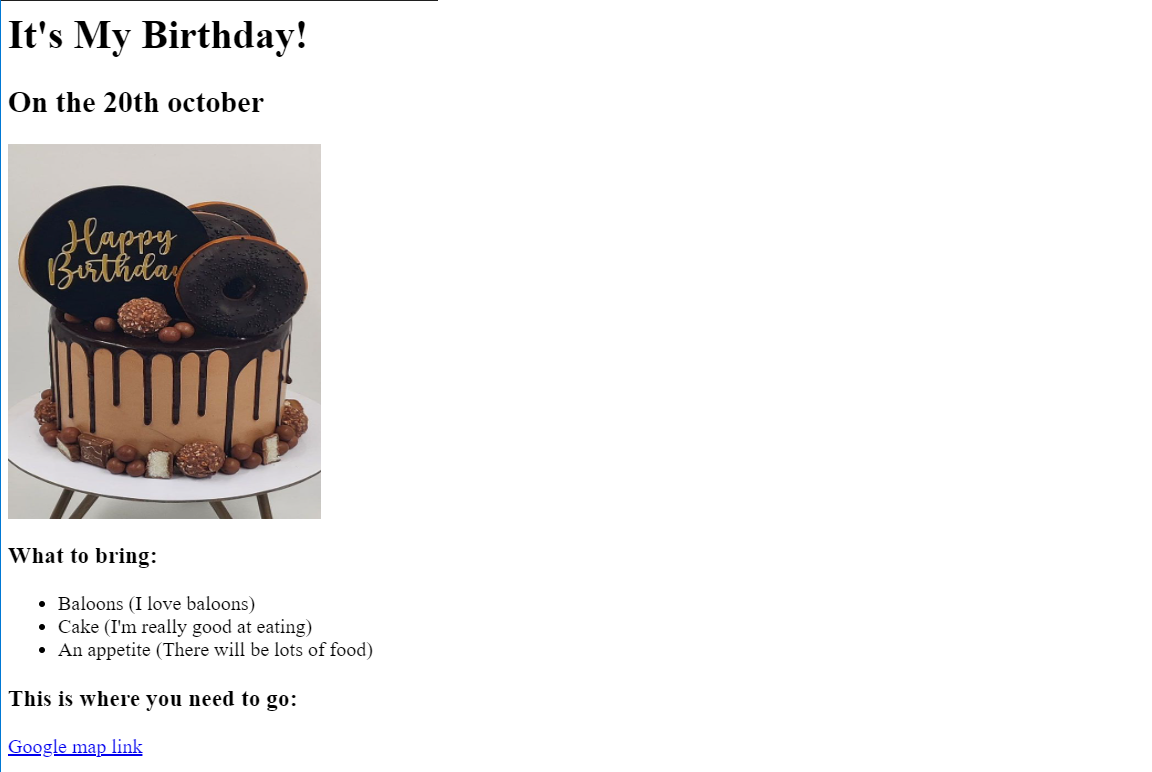 It's My Birthday!
On the 20th october
Happy
Birthday
What to bring:
Baloons (I love baloons)
Cake (I'm really good at eating)
An appetite (There will be lots of food)
This is where you need to go:
Google map link